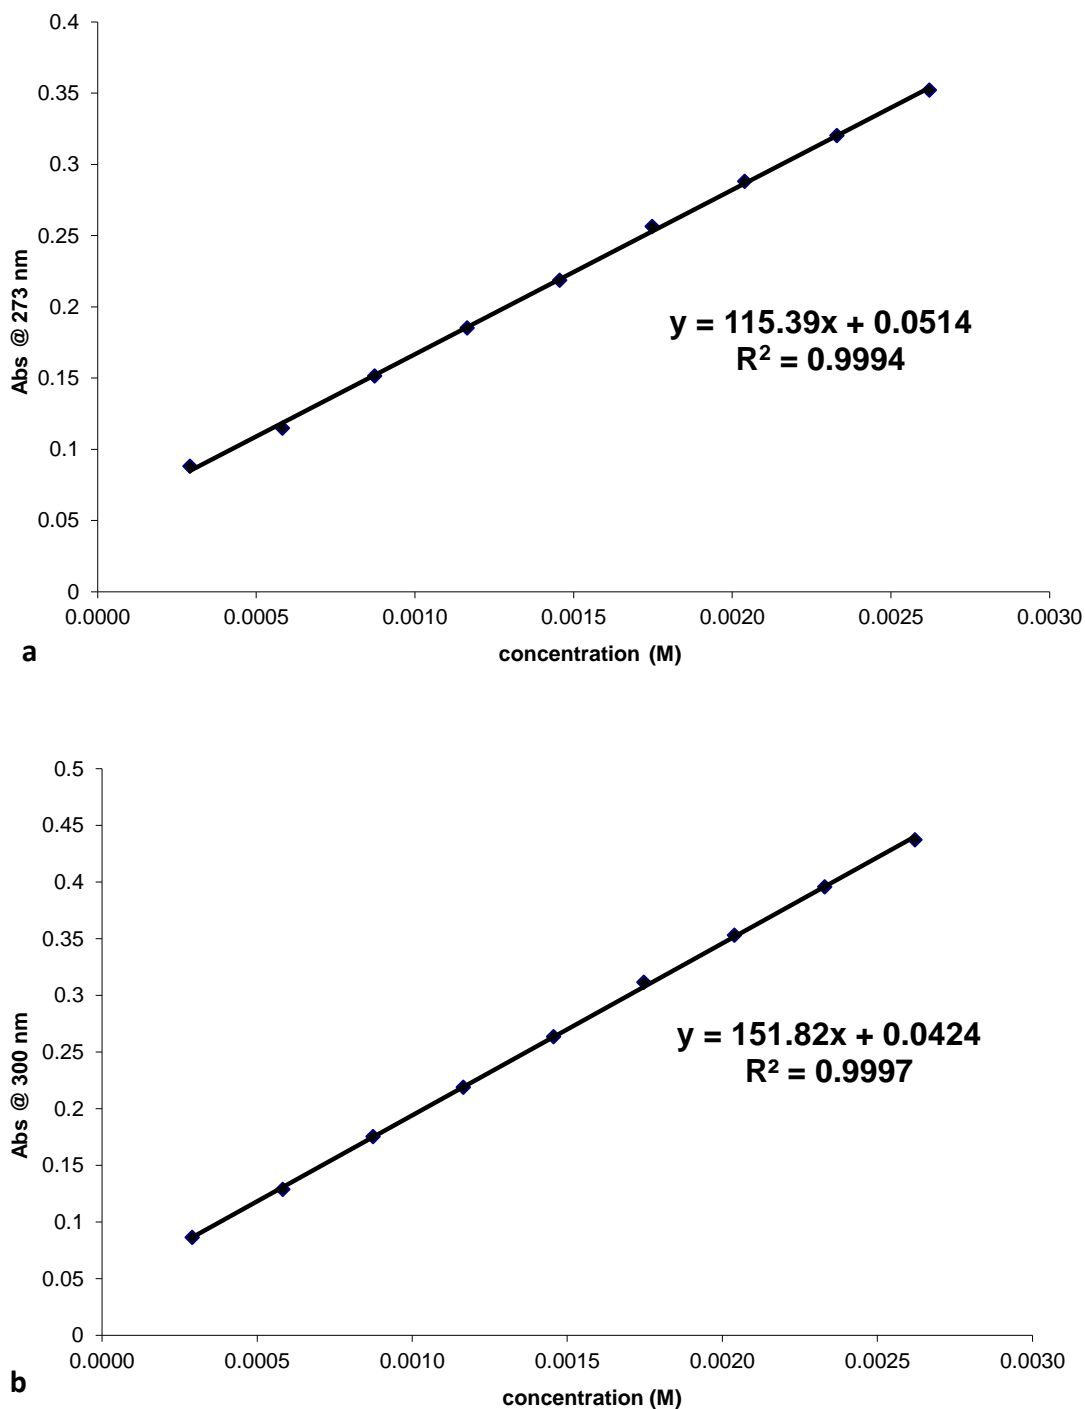 0.4
0.35
0.3
0.25
0.2
0.15
0.1
0.05
0
Abs @ 273 nm
y = 115.39x + 0.0514
R² = 0.9994
0.0000 0.0005 0.0010 0.0015 0.0020 0.0025 0.0030
concentration (M)
a
0.5
0.45
0.4
0.35
0.3
0.25
0.2
0.15
0.1
0.05
0
Abs @ 300 nm
y = 151.82x + 0.0424
R² = 0.9997
0.0000 0.0005 0.0010 0.0015 0.0020 0.0025 0.0030
concentration (M)
b